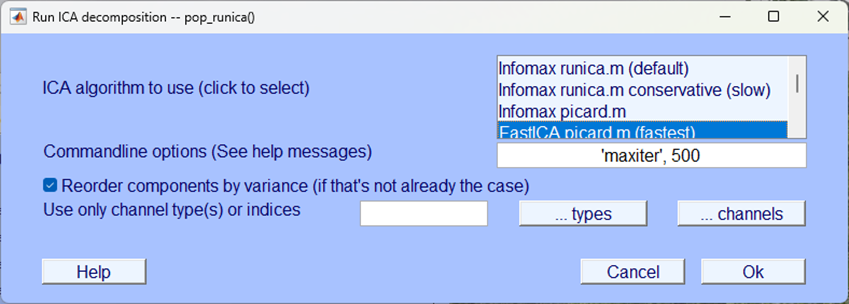 Run ICA decomposition -- pop_runica()
ICA algorithm to use (click to select)
Infomax runica.m (default)
Infomax runica.m conservative (slow)
Infomax picard.m
FastICA picard.m (fastest)
Commandline options (See help messages)
'maxiter', 500
Reorder components by variance (if that's not already the case)
Use only channel type(s) or indices
... types
... channels
Help
Cancel
Ok